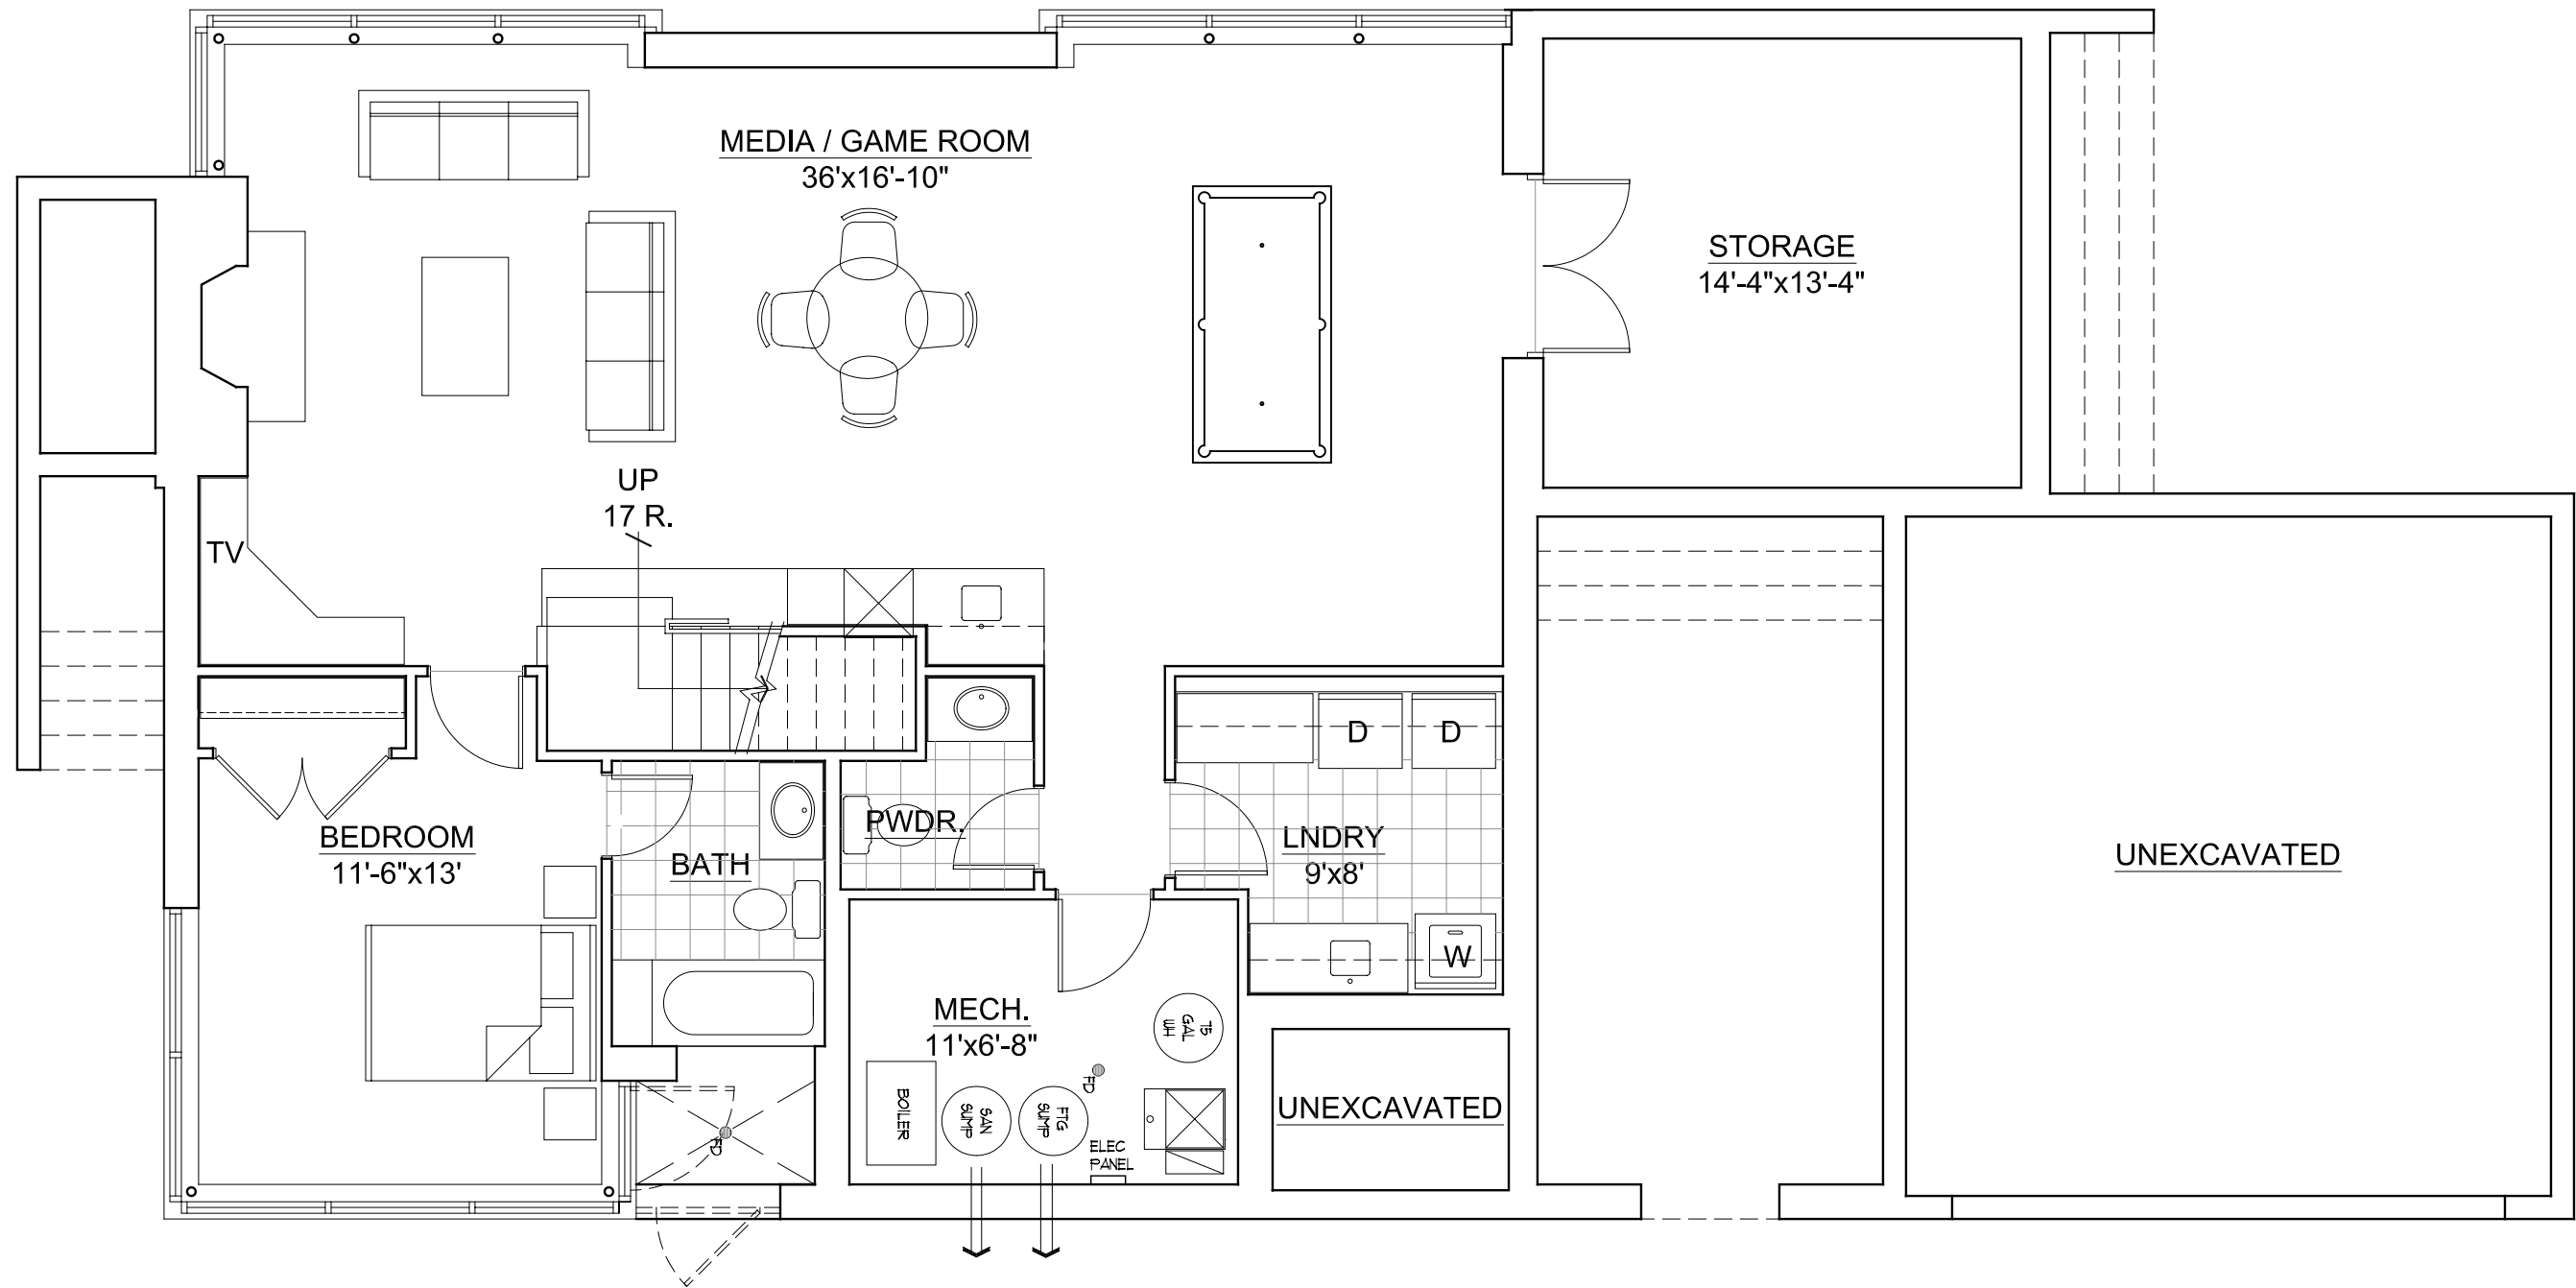 MEDIA / GAME ROOM
36'x16'-10"
STORAGE
14'-4"x13'-4"
UP
17 R.
TV
D
D
BEDROOM
11'-6"x13'
BATH
PWDR.
LNDRY
9'x8'
UNEXCAVATED
W
MECH.
11'x6'-8"
75
GAL
WH
FD
BOILER
SAN
SUMP
FTG
SUMP
UNEXCAVATED
ELEC
PANEL
FD